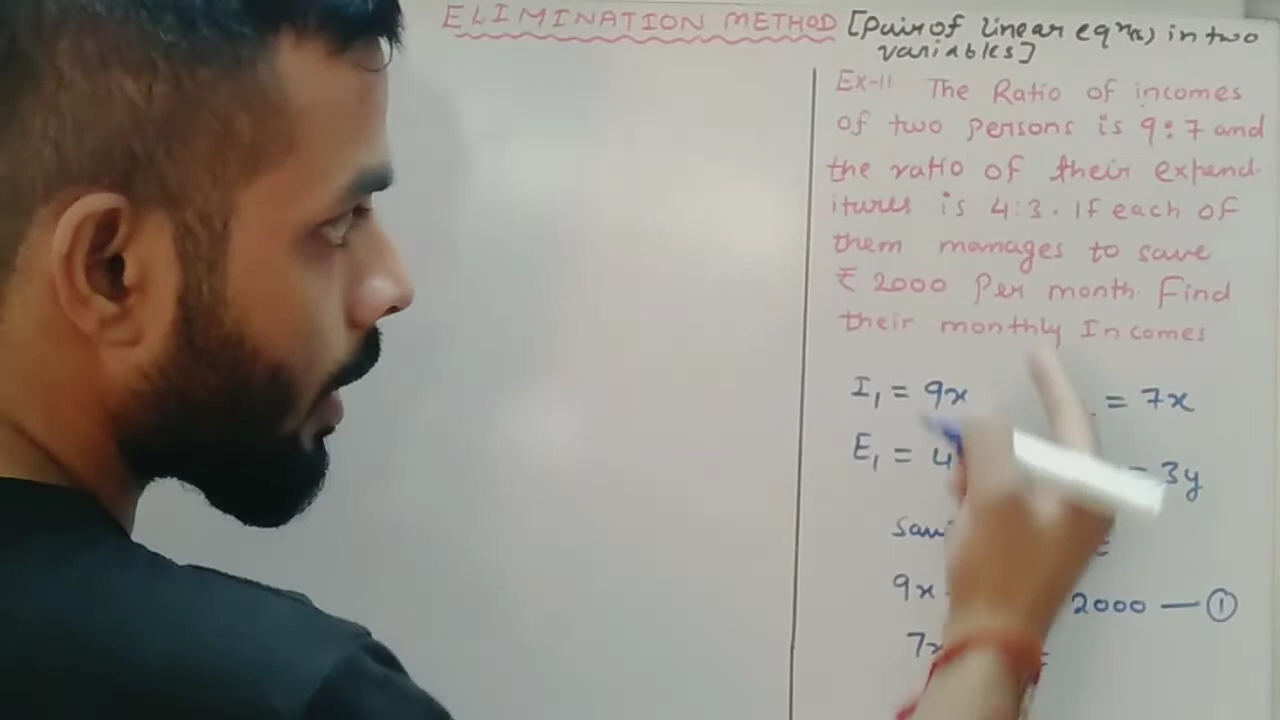 ELIMINATION METHOD [Pair of linear eqns) in two
variables]
Ex-11 The Ratio of incomes
of two persons is 9:7 and
the ratio of their expend-
itures is 4:3. If each of
them manages to save
₹ 2000 Per month. Find
their monthly Incomes
I₁ = 9x = 7x
E₁ = 4 = 3y
9x 2000 — ①